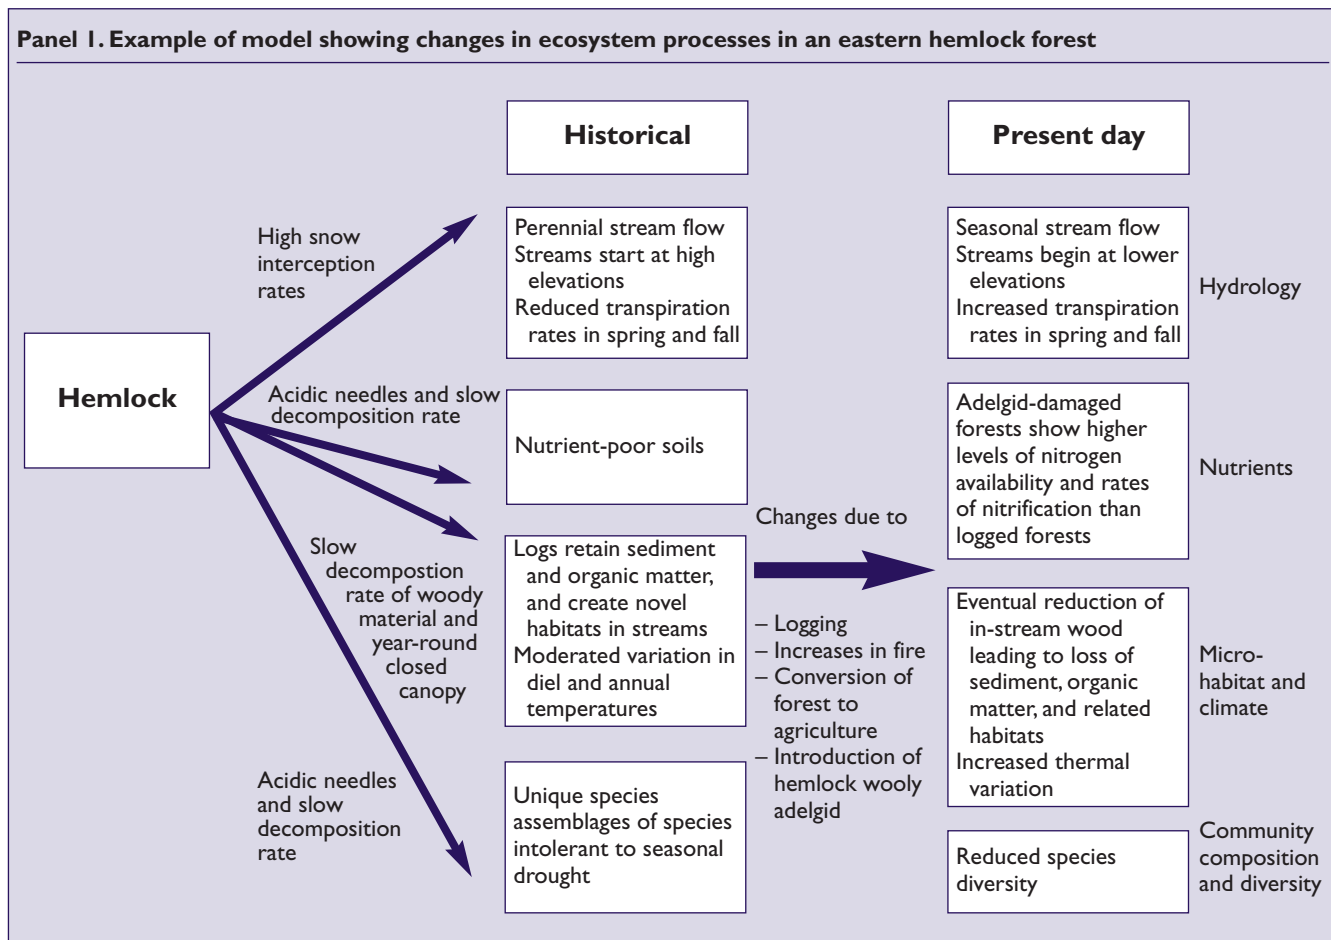 Panel 1. Example of model showing changes in ecosystem processes in an eastern hemlock forest
Historical
Present day
Hemlock
High snow
interception
rates
Perennial stream flow
Streams start at high
elevations
Reduced transpiration
rates in spring and fall
Seasonal stream flow
Streams begin at lower
elevations
Increased transpiration
rates in spring and fall
Hydrology
Acidic needles and slow
decomposition rate
Nutrient-poor soils
Adelgid-damaged
forests show higher
levels of nitrogen
availability and rates
of nitrification than
logged forests
Nutrients
Slow
decompostion
rate of woody
material and
year-round
closed
canopy
Logs retain sediment
and organic matter,
and create novel
habitats in streams
Moderated variation in
diel and annual
temperatures
Changes due to
– Logging
– Increases in fire
– Conversion of
forest to
agriculture
– Introduction of
hemlock wooly
adelgid
Eventual reduction of
in-stream wood
leading to loss of
sediment, organic
matter, and related
habitats
Increased thermal
variation
Micro-
habitat and
climate
Acidic needles
and slow
decomposition
rate
Unique species
assemblages of species
intolerant to seasonal
drought
Reduced species
diversity
Community
composition
and diversity